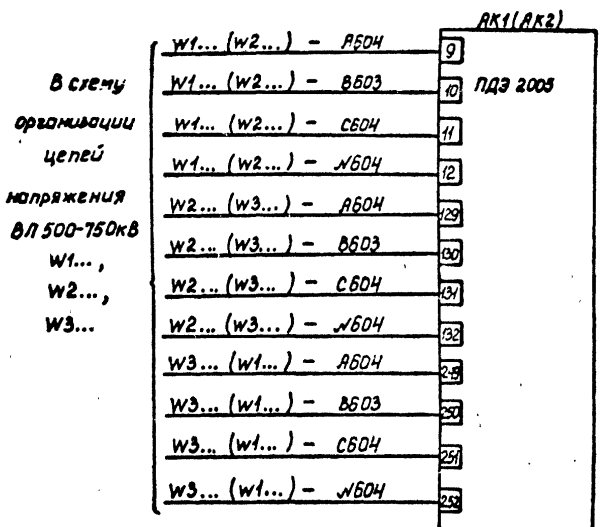 АК1(АК2)
В схему
организации
цепей
напряжения
ВЛ 500-750кВ
W1...,
W2...,
W3...
W1... (W2...) - А604 9
W1... (W2...) - В603 10 ПДЭ 2005
W1... (W2...) - С604 11
W1... (W2...) - N604 12
W2... (W3...) - А604 129
W2... (W3...) - В603 130
W2... (W3...) - С604 131
W2... (W3...) - N604 132
W3... (W1...) - А604
W3... (W1...) - В603 250
W3... (W1...) - С604 251
W3... (W1...) - N604 252